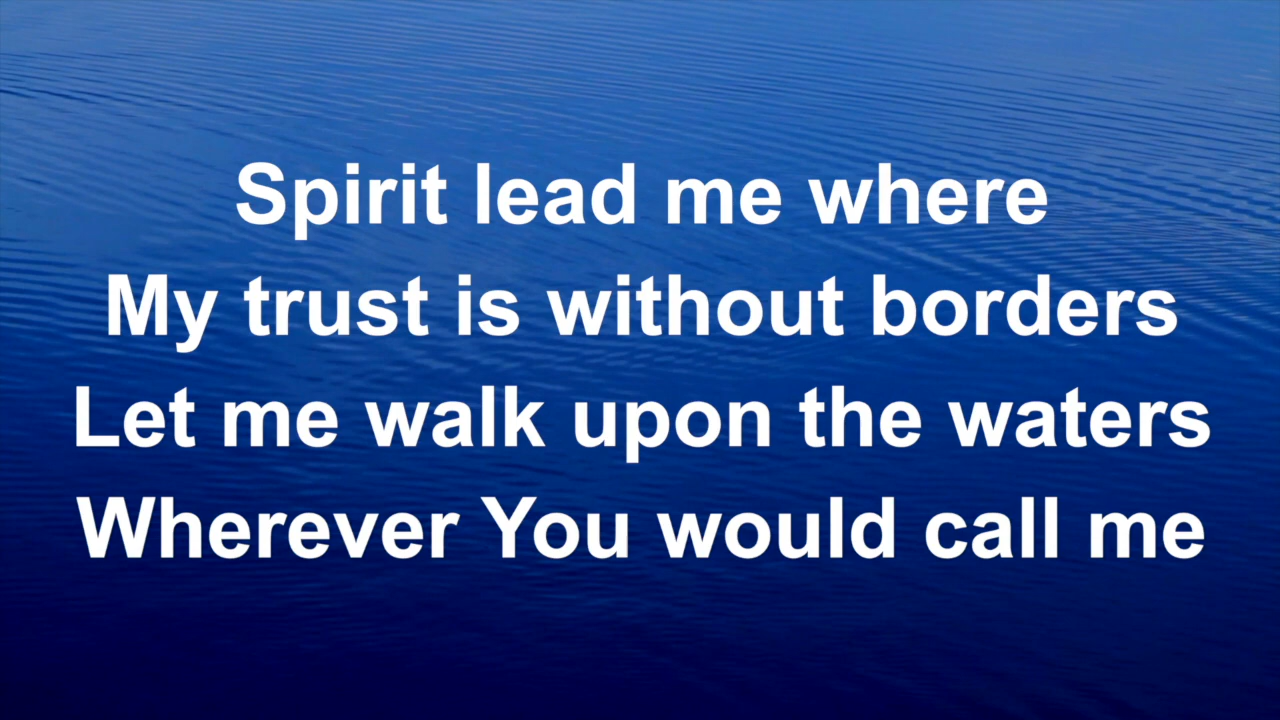 Spirit lead me where
My trust is without borders
Let me walk upon the waters
Wherever You would call me